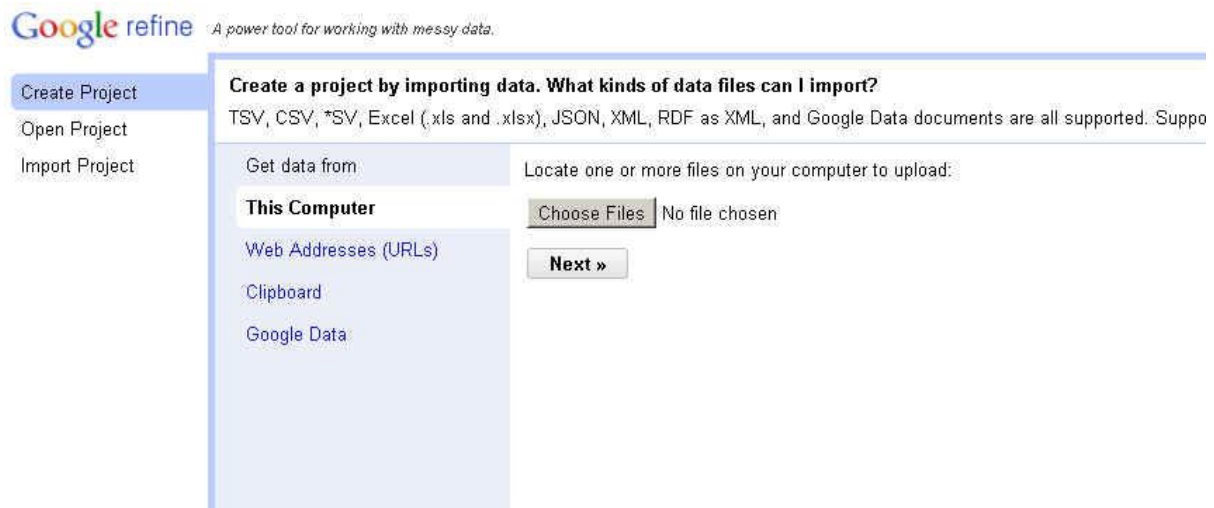 Google refine A power tool for working with messy data.
Create Project
Open Project
Import Project
Create a project by importing data. What kinds of data files can I import?
TSV, CSV, *SV, Excel (.xls and .xlsx), JSON, XML, RDF as XML, and Google Data documents are all supported. Suppo
Get data from
This Computer
Web Addresses (URLs)
Clipboard
Google Data
Locate one or more files on your computer to upload:
Choose Files No file chosen
Next »